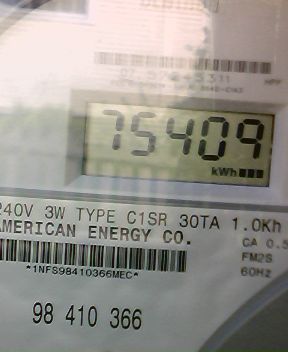 75409
kWh
240V 3W TYPE C1SR 30TA 1.0Kh
AMERICAN ENERGY CO.
CA 0.5
FM2S
60Hz
*1NFS98410366MEC*
98 410 366